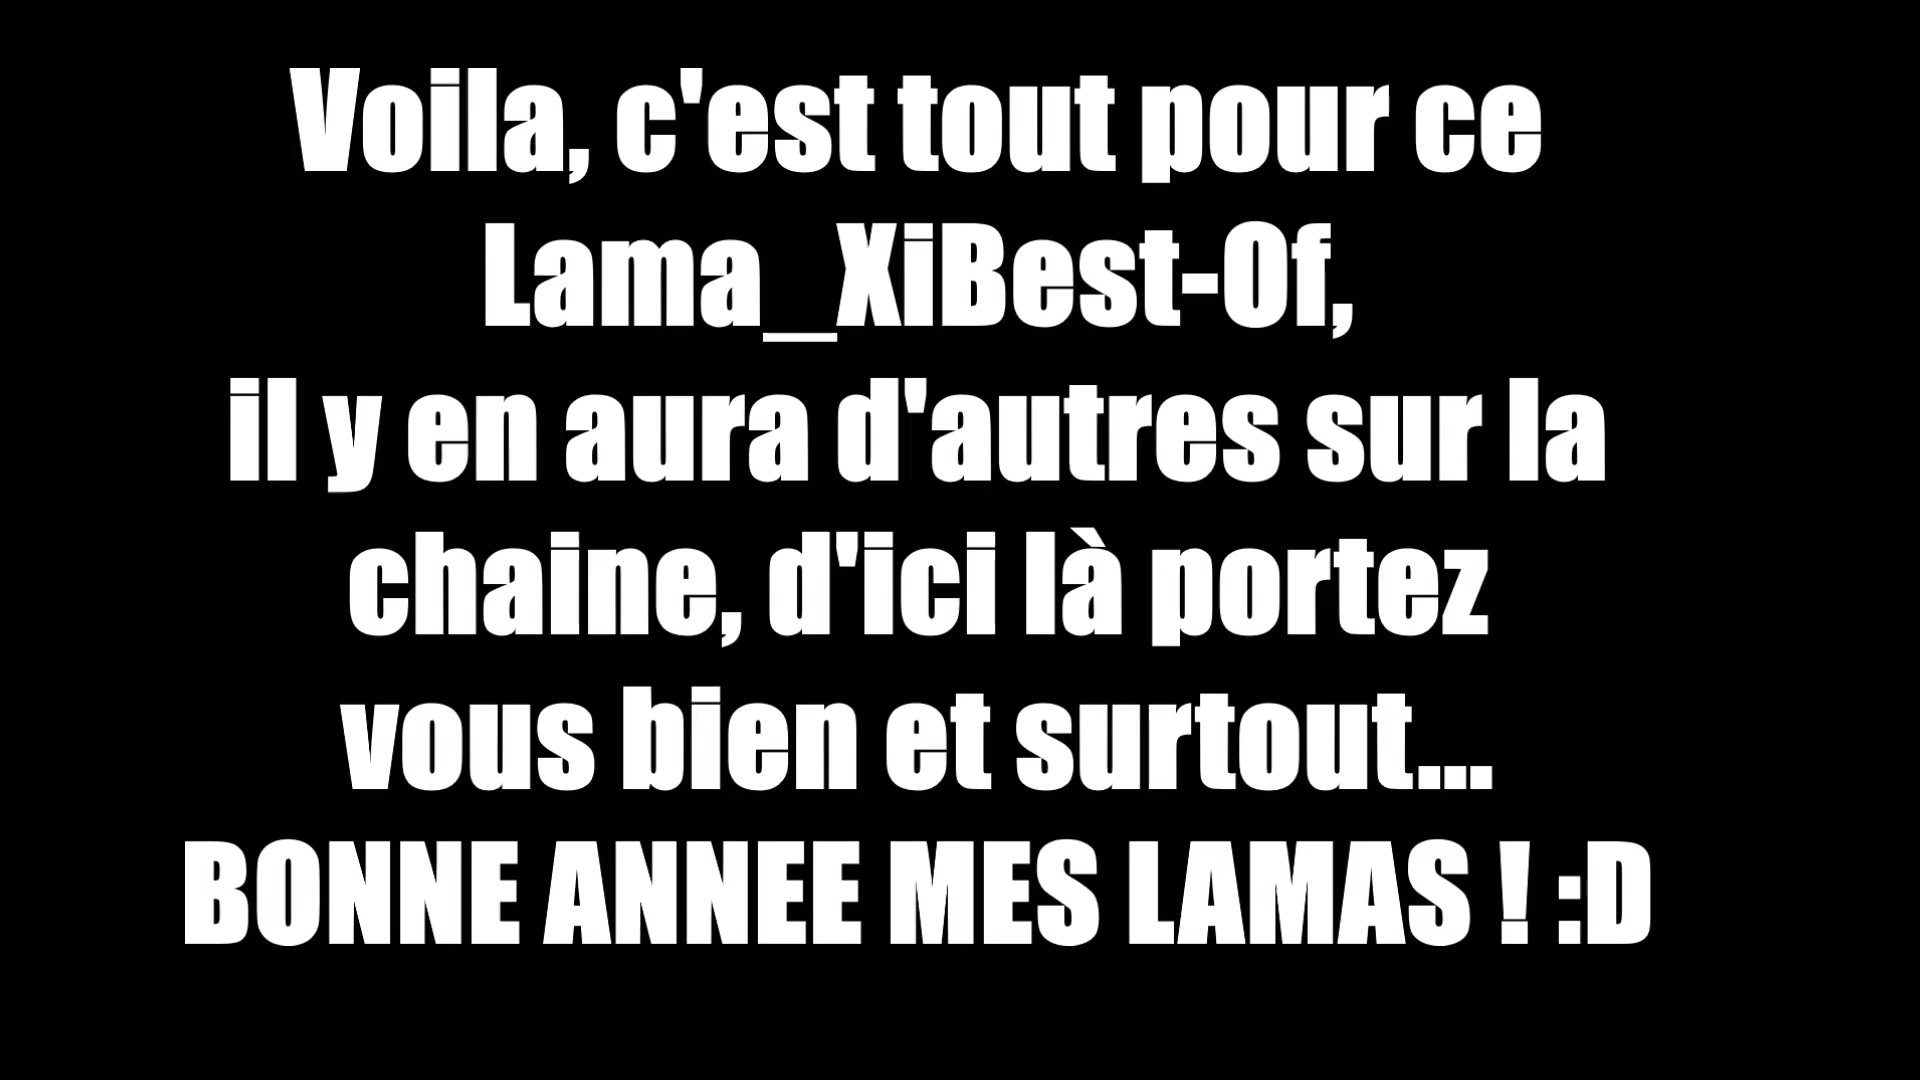 Voila, c'est tout pour ce
Lama_XiBest-Of,
il y en aura d'autres sur la
chaine, d'ici là portez
vous bien et surtout...
BONNE ANNEE MES LAMAS ! :D